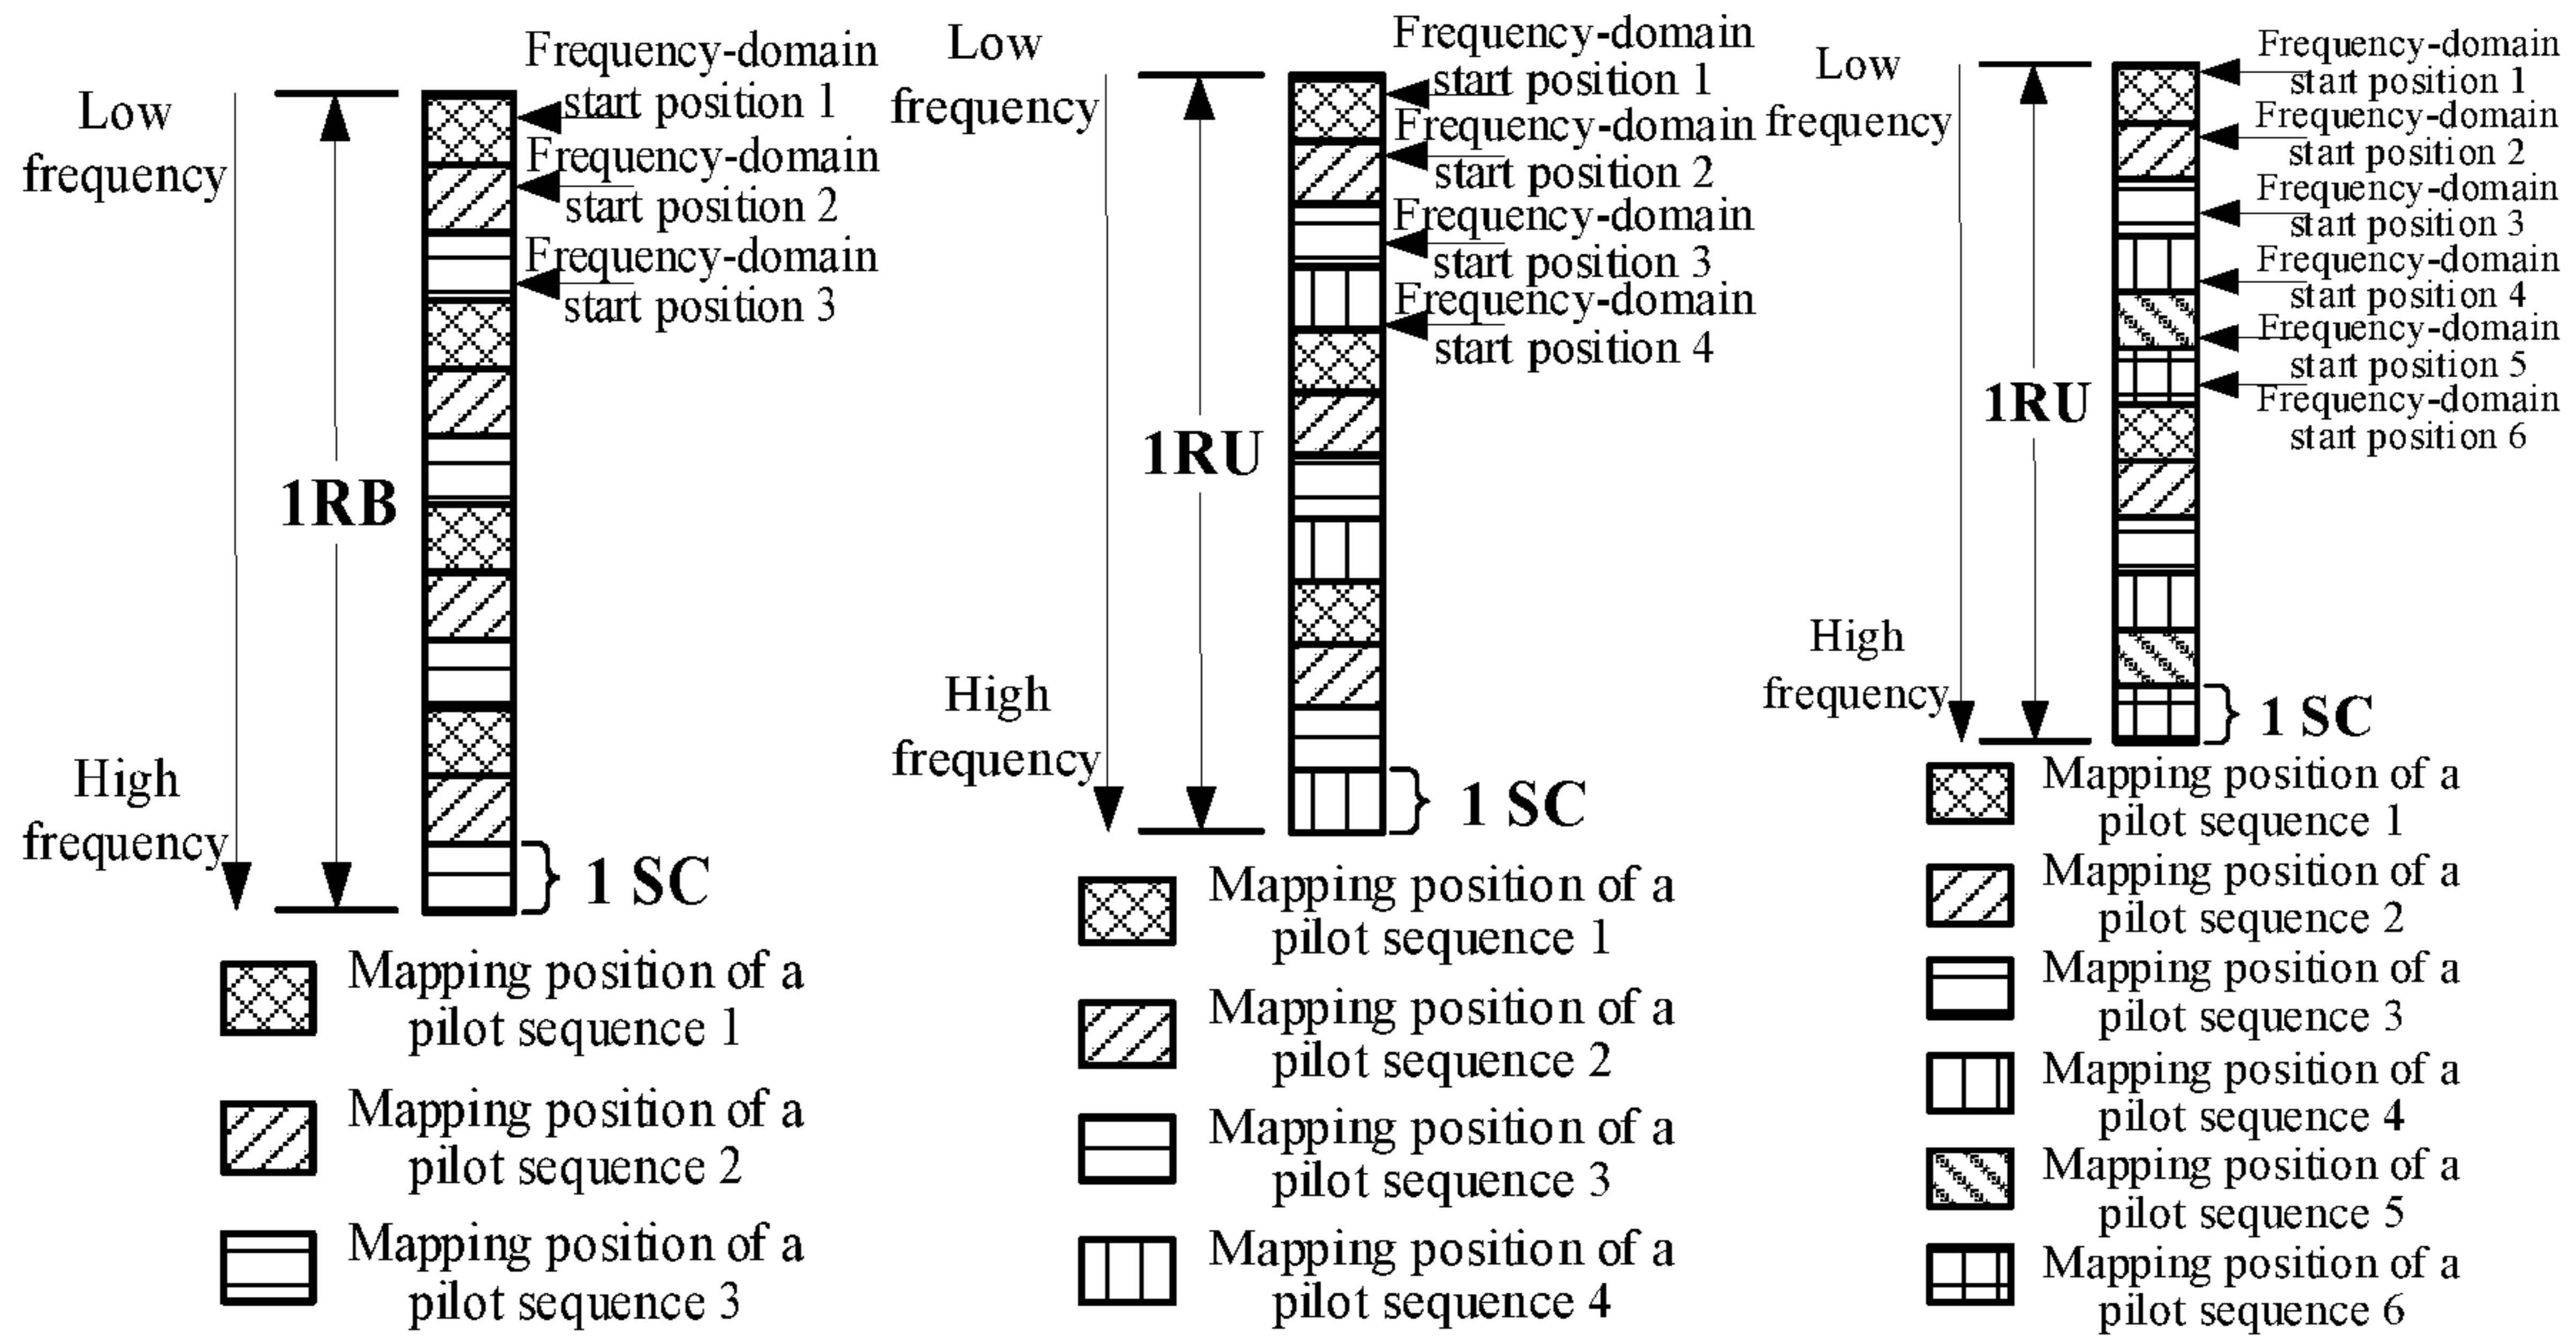 Low
frequency
Frequency-domain
start position 1
Frequency-domain
start position 2
Frequency-domain
start position 3
1RB
High
frequency
1 SC
Mapping position of a
pilot sequence 1
Mapping position of a
pilot sequence 2
Mapping position of a
pilot sequence 3
Low
frequency
Frequency-domain
start position 1
Frequency-domain
start position 2
Frequency-domain
start position 3
Frequency-domain
start position 4
1RU
High
frequency
1 SC
Mapping position of a
pilot sequence 1
Mapping position of a
pilot sequence 2
Mapping position of a
pilot sequence 3
Mapping position of a
pilot sequence 4
Low
frequency
Frequency-domain
start position 1
Frequency-domain
start position 2
Frequency-domain
start position 3
Frequency-domain
start position 4
Frequency-domain
start position 5
Frequency-domain
start position 6
1RU
High
frequency
1 SC
Mapping position of a
pilot sequence 1
Mapping position of a
pilot sequence 2
Mapping position of a
pilot sequence 3
Mapping position of a
pilot sequence 4
Mapping position of a
pilot sequence 5
Mapping position of a
pilot sequence 6